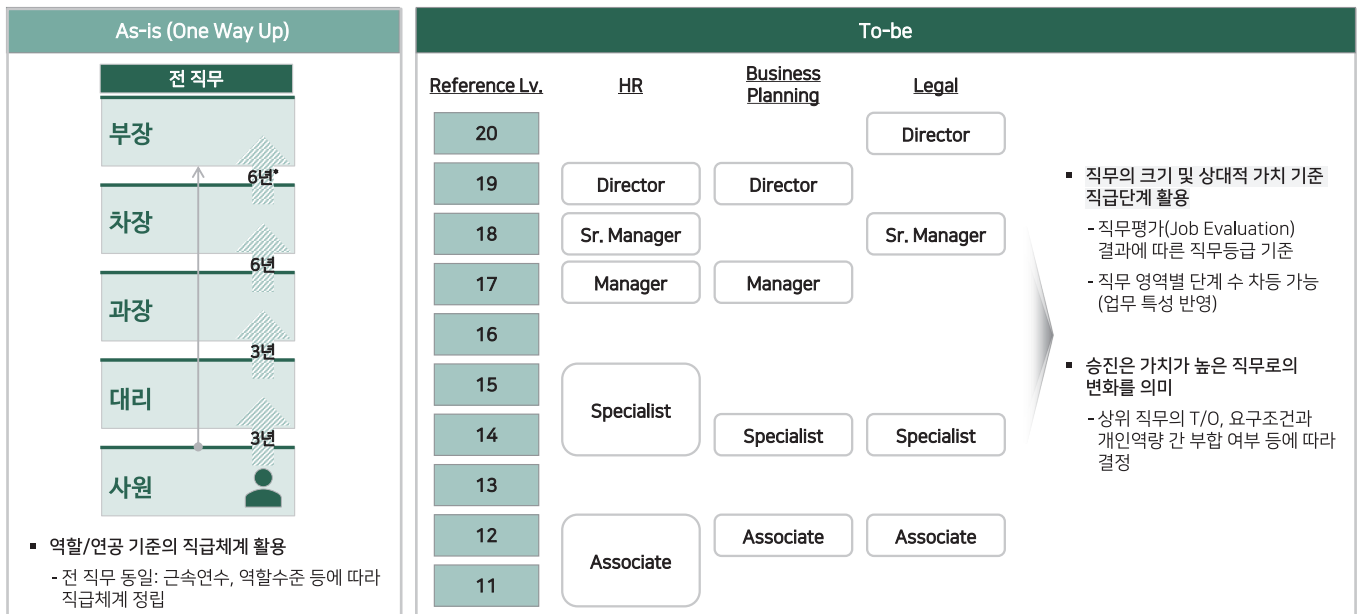 As-is (One Way Up)
전 직무
부장
6년*
차장
6년
과장
3년
대리
3년
사원
▪ 역할/연공 기준의 직급체계 활용
- 전 직무 동일: 근속연수, 역할수준 등에 따라
직급체계 정립
To-be
Reference Lv.
HR
Business
Planning
Legal
20
Director
19
Director
Director
18
Sr. Manager
Sr. Manager
17
Manager
Manager
16
15
Specialist
14
Specialist
Specialist
13
12
Associate
Associate
Associate
11
▪ 직무의 크기 및 상대적 가치 기준
직급단계 활용
- 직무평가(Job Evaluation)
결과에 따른 직무등급 기준
- 직무 영역별 단계 수 차등 가능
(업무 특성 반영)
▪ 승진은 가치가 높은 직무로의
변화를 의미
- 상위 직무의 T/O, 요구조건과
개인역량 간 부합 여부 등에 따라
결정